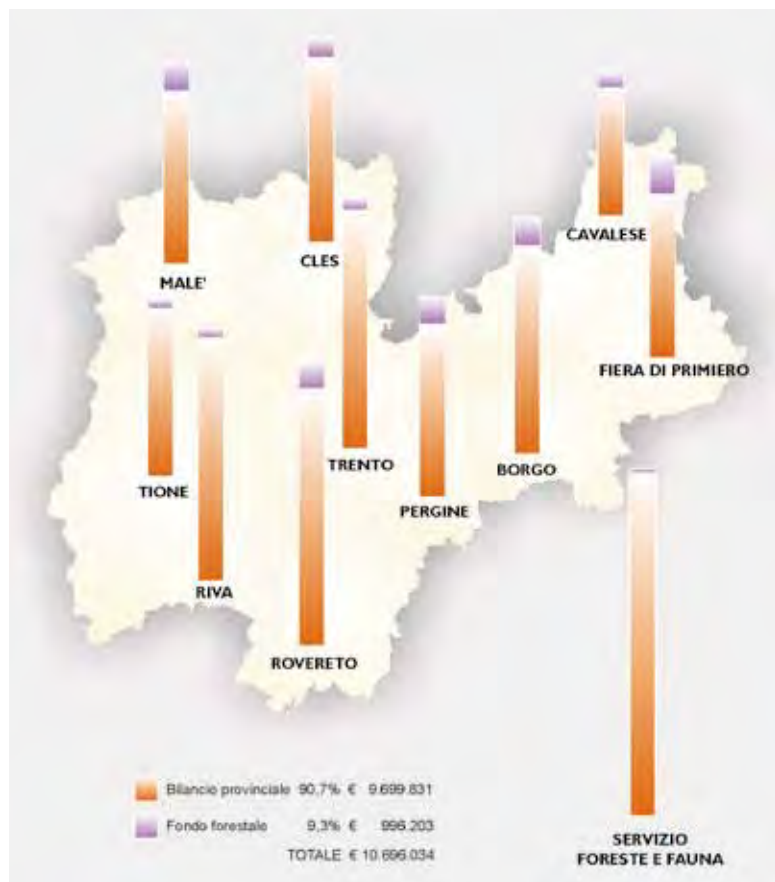 CAVALESE
CLES
MALE'
FIERA DI PRIMIERO
TRENTO
BORGO
TIONE
PERGINE
RIVA
ROVERETO
Bilancio provinciale 90,7% € 9.699.831
Fondo forestale 9,3% € 996.203
TOTALE € 10.696.034
SERVIZIO
FORESTE E FAUNA